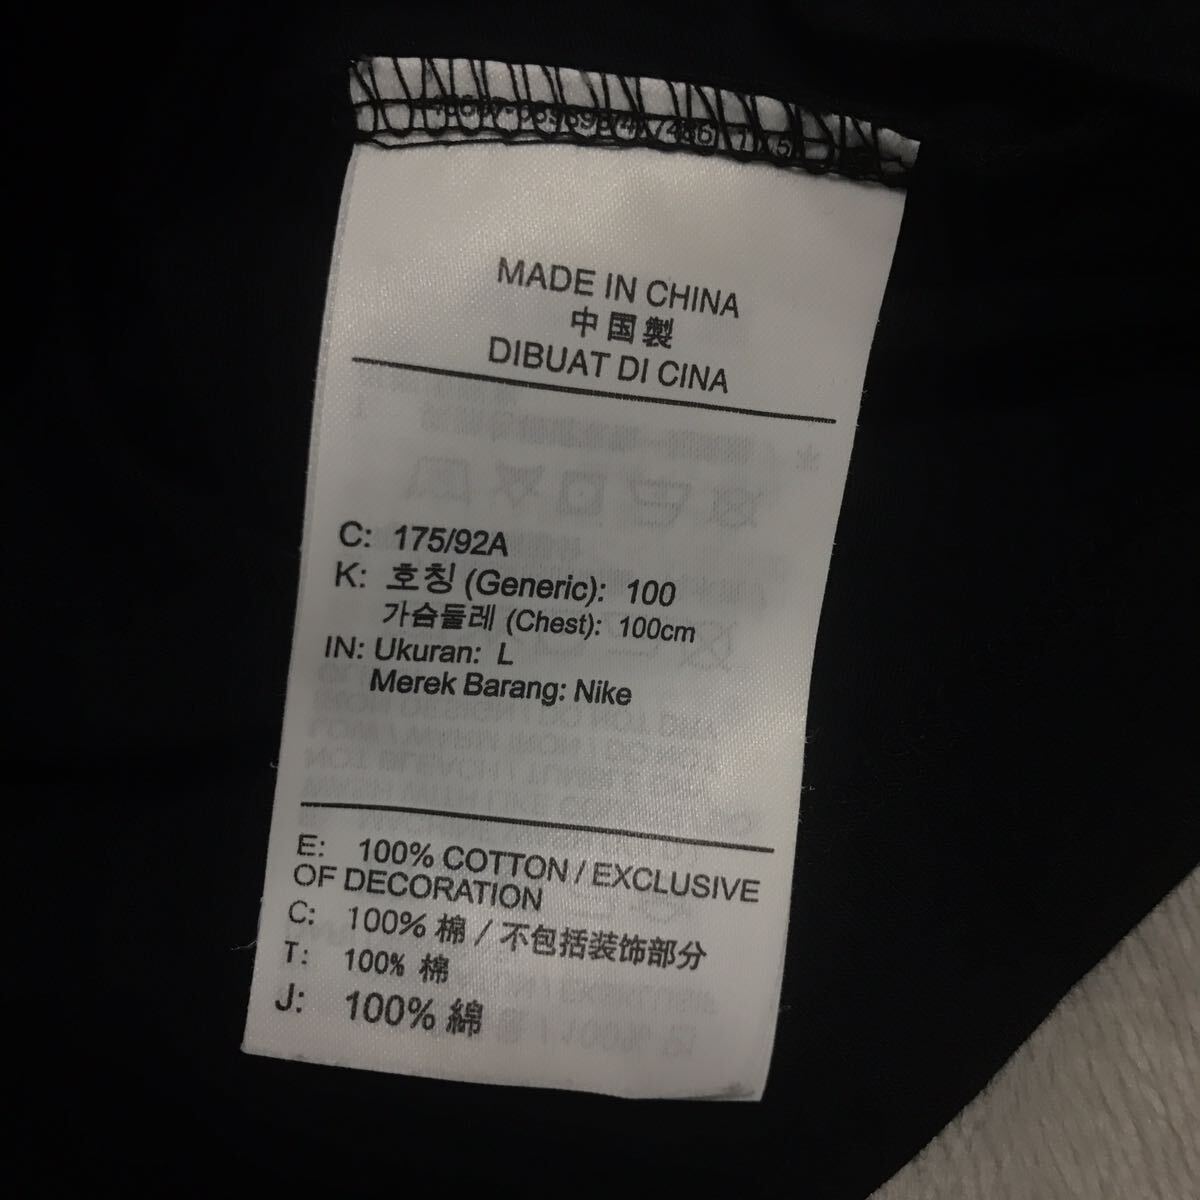 MADE IN CHINA
中国製
DIBUAT DI CINA
C: 175/92A
K: 호칭 (Generic): 100
가슴둘레 (Chest): 100cm
IN: Ukuran: L
Merek Barang: Nike
E: 100% COTTON / EXCLUSIVE
OF DECORATION
C: 100% 棉 / 不包括装饰部分
T: 100% 棉
J: 100% 綿